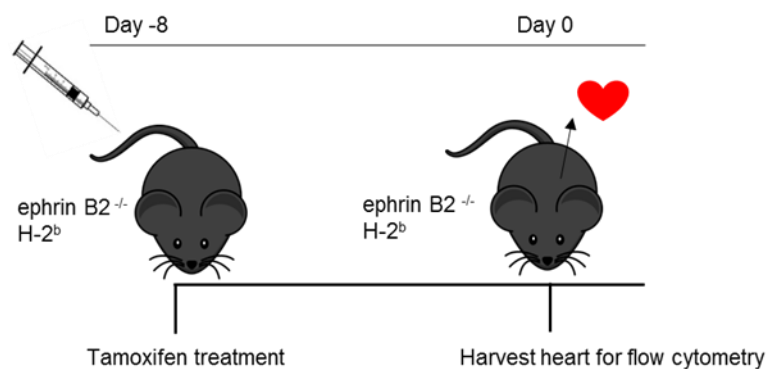 Day -8
Day 0
ephrin B2 -/-
H-2b
ephrin B2 -/-
H-2b
Tamoxifen treatment
Harvest heart for flow cytometry